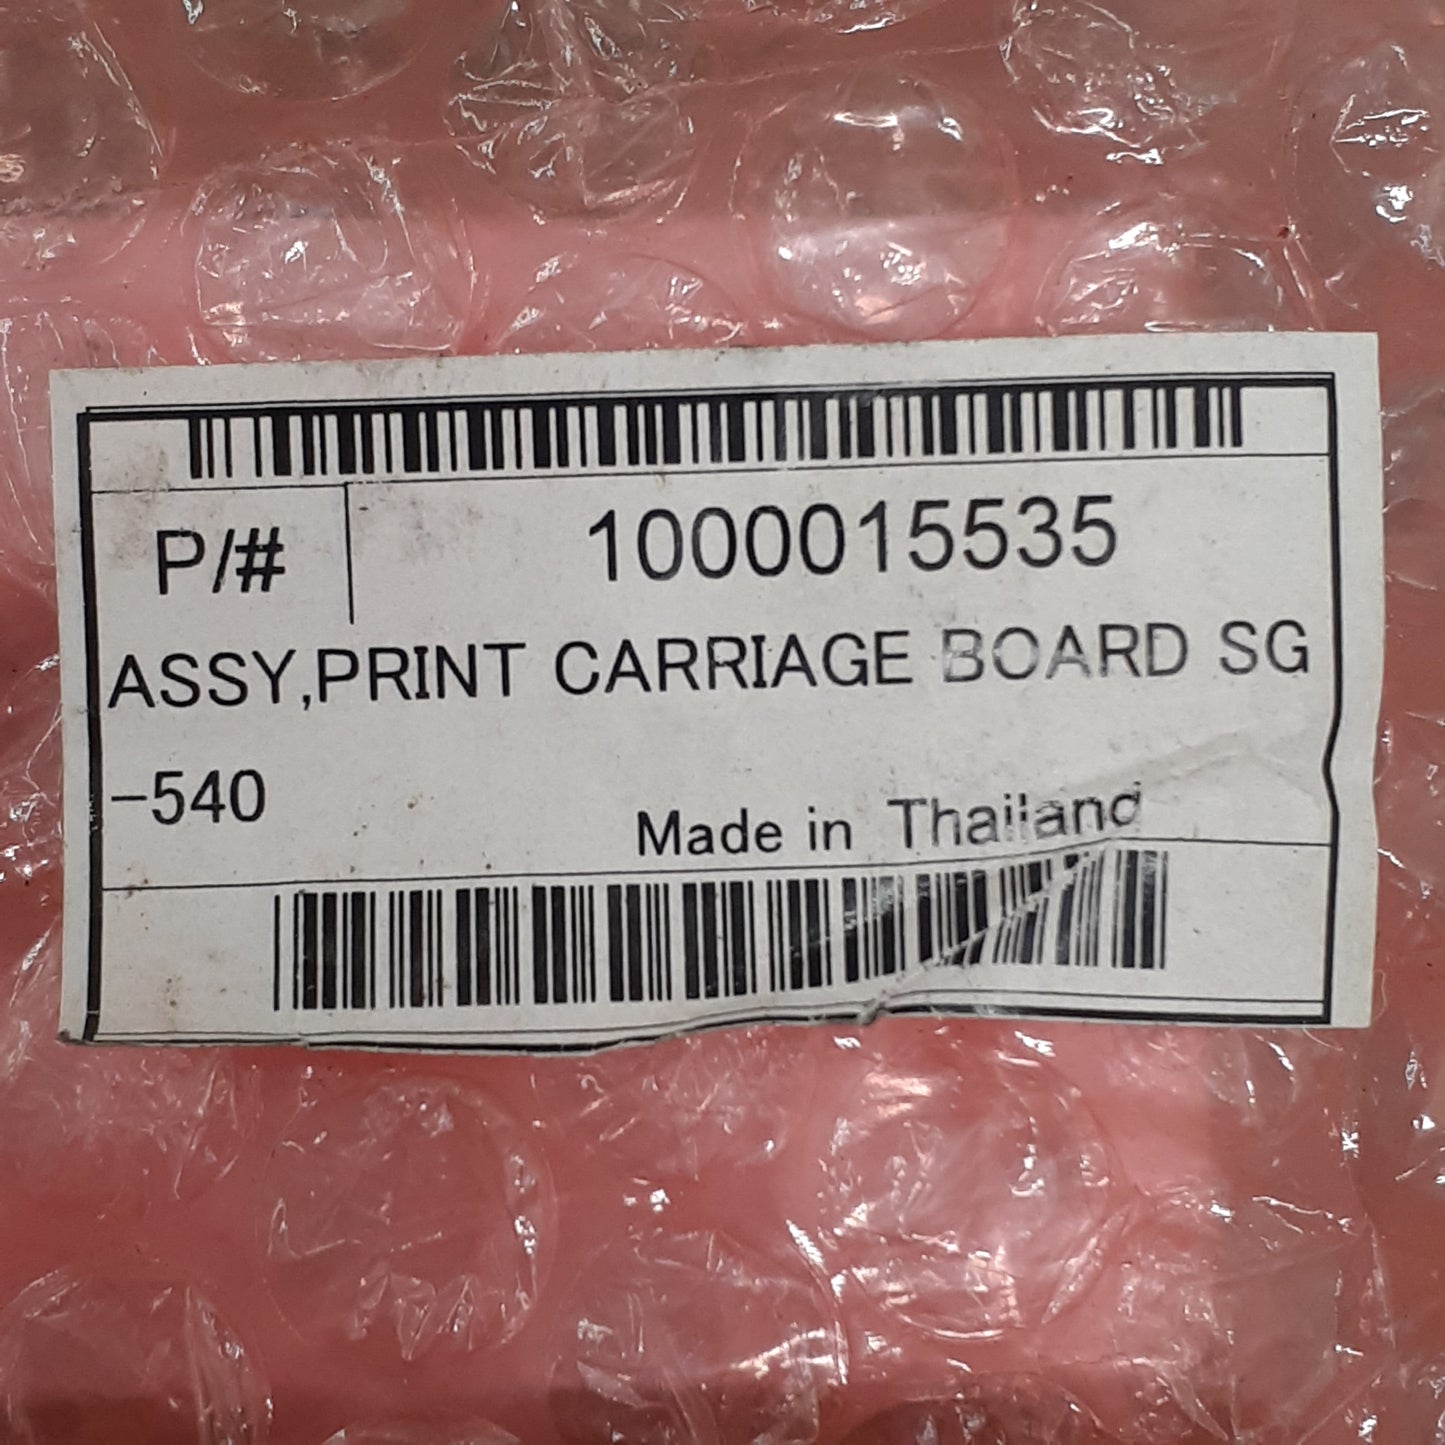 P/# 1000015535
ASSY,PRINT CARRIAGE BOARD SG
-540
Made in Thailand